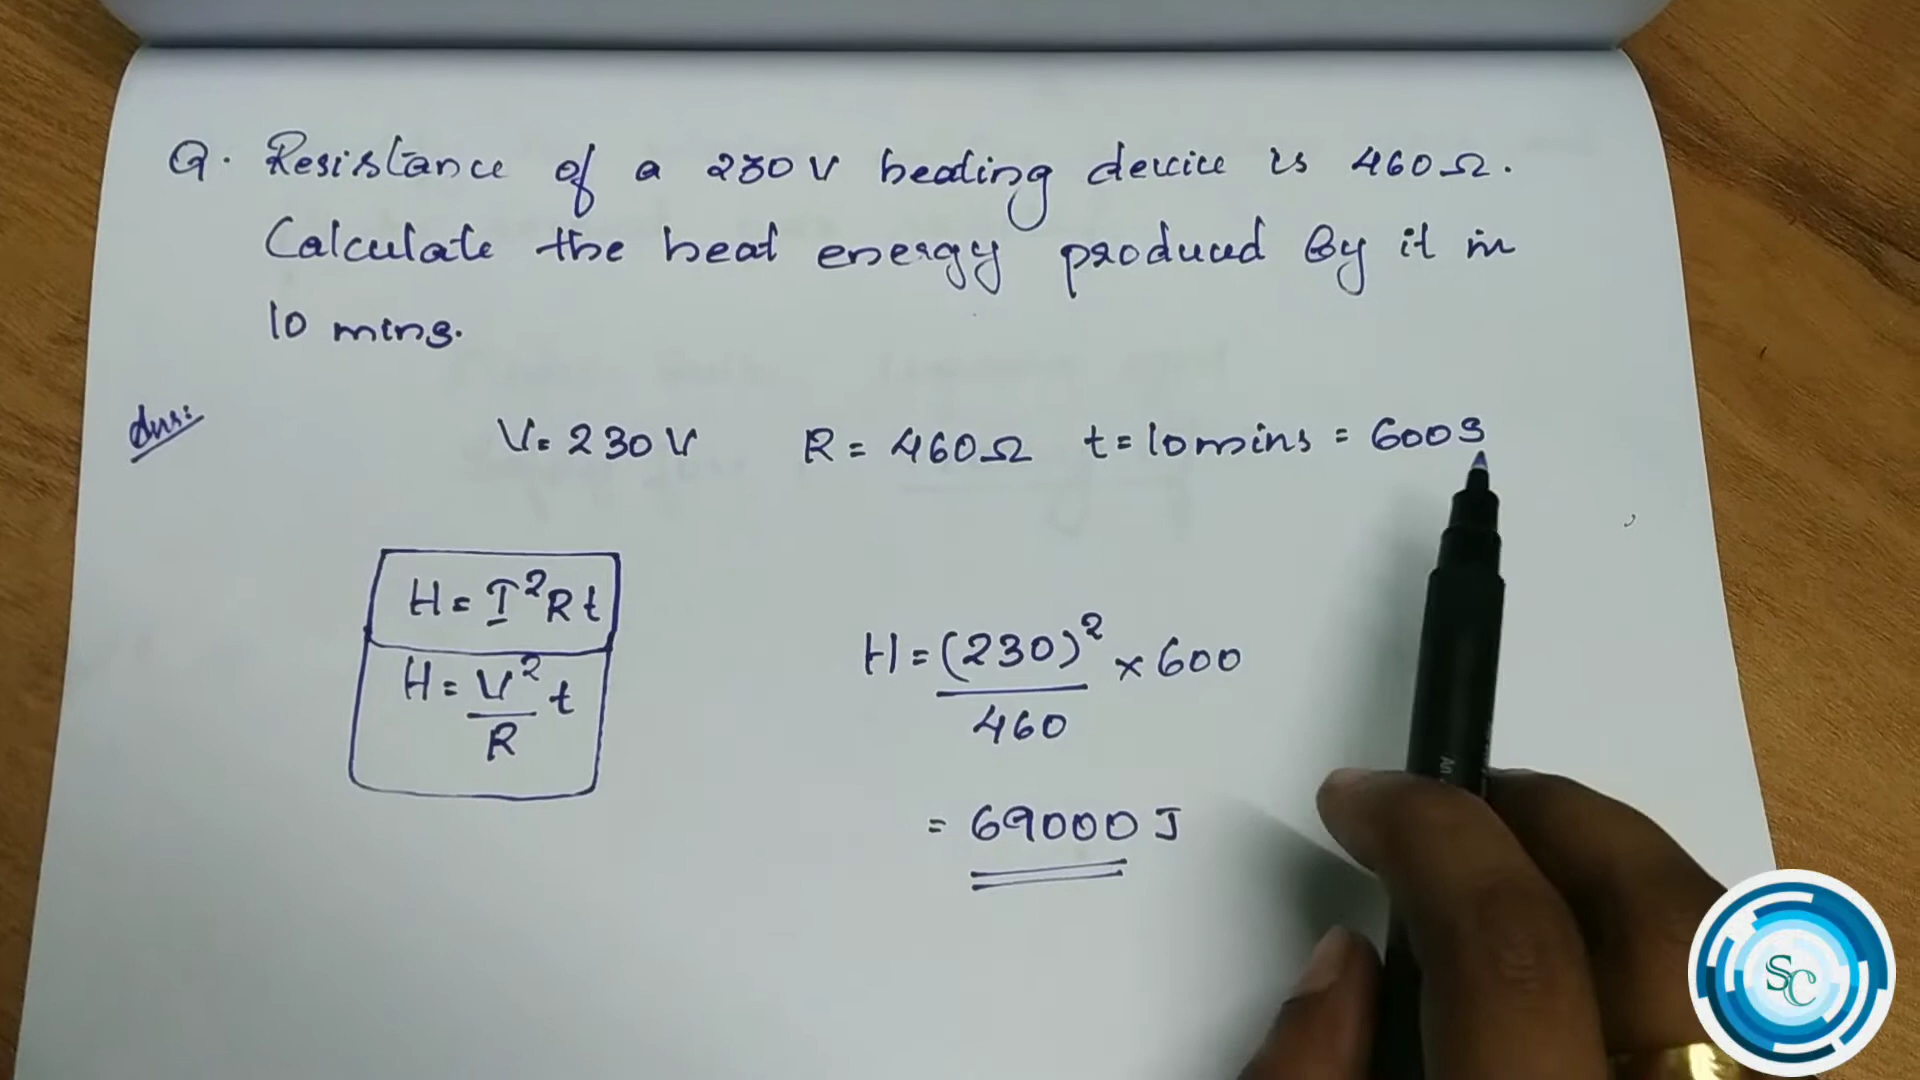 Q. Resistance of a 230V heating device is 460Ω.
Calculate the heat energy produced by it in
10 mins.
Ans:
V= 230V R = 460Ω t = 10 mins = 600S
H = I²Rt
H = V²/R t
H = (230)²/460 × 600
= 69000 J
SC